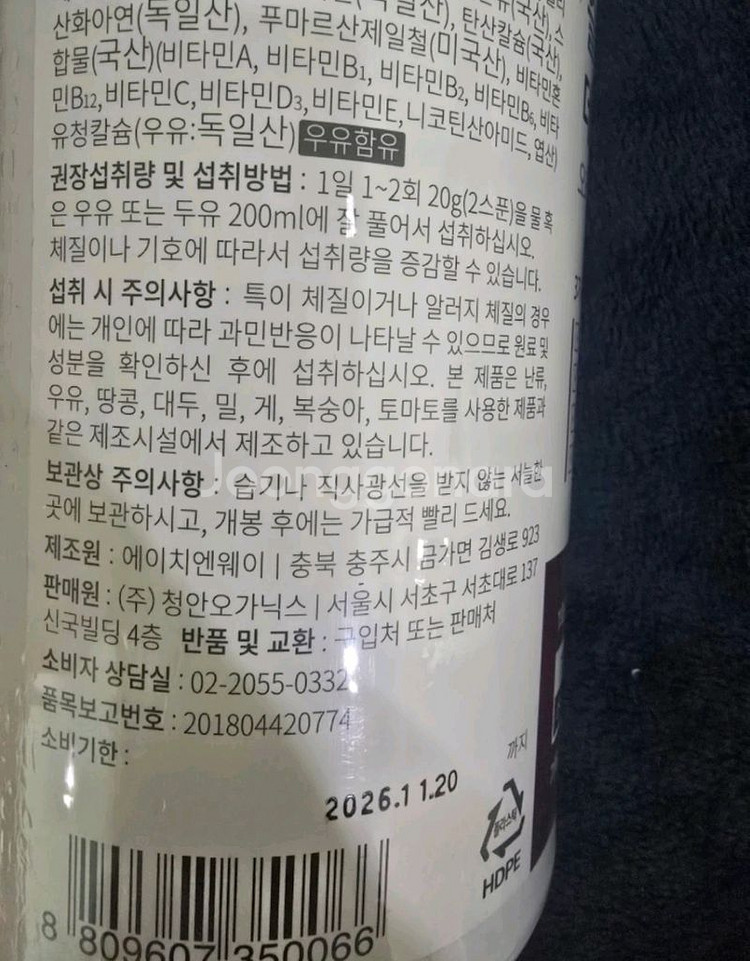 산화아연(독일산), 푸마르산제일철(미국산), 비타민혼
합물(국산)(비타민A, 비타민B1, 비타민B2, 비타민B6, 비타
민B12, 비타민C, 비타민D3, 비타민E, 니코틴산아미드, 엽산)
유청칼슘(우유:독일산) 우유함유
권장섭취량 및 섭취방법 : 1일 1~2회 20g(2스푼)을 물 혹
은 우유 또는 두유 200ml에 잘 풀어서 섭취하십시오.
체질이나 기호에 따라서 섭취량을 증감할 수 있습니다.
섭취 시 주의사항 : 특이 체질이거나 알러지 체질의 경우
에는 개인에 따라 과민반응이 나타날 수 있으므로 원료 및
성분을 확인하신 후에 섭취하십시오. 본 제품은 난류,
우유, 땅콩, 대두, 밀, 게, 복숭아, 토마토를 사용한 제품과
같은 제조시설에서 제조하고 있습니다.
보관상 주의사항 : 습기나 직사광선을 받지 않는 서늘한
곳에 보관하시고, 개봉 후에는 가급적 빨리 드세요.
제조원 : 에이치엔웨이 | 충북 충주시 금가면 김생로 923
판매원 : (주) 청안오가닉스 | 서울시 서초구 서초대로 137
신국빌딩 4층 반품 및 교환 : 구입처 또는 판매처
소비자 상담실 : 02-2055-0332
품목보고번호 : 201804420774
소비기한 :
까지
2026.11.20
플라스틱
HDPE
8 809607 350066
Joonggonara